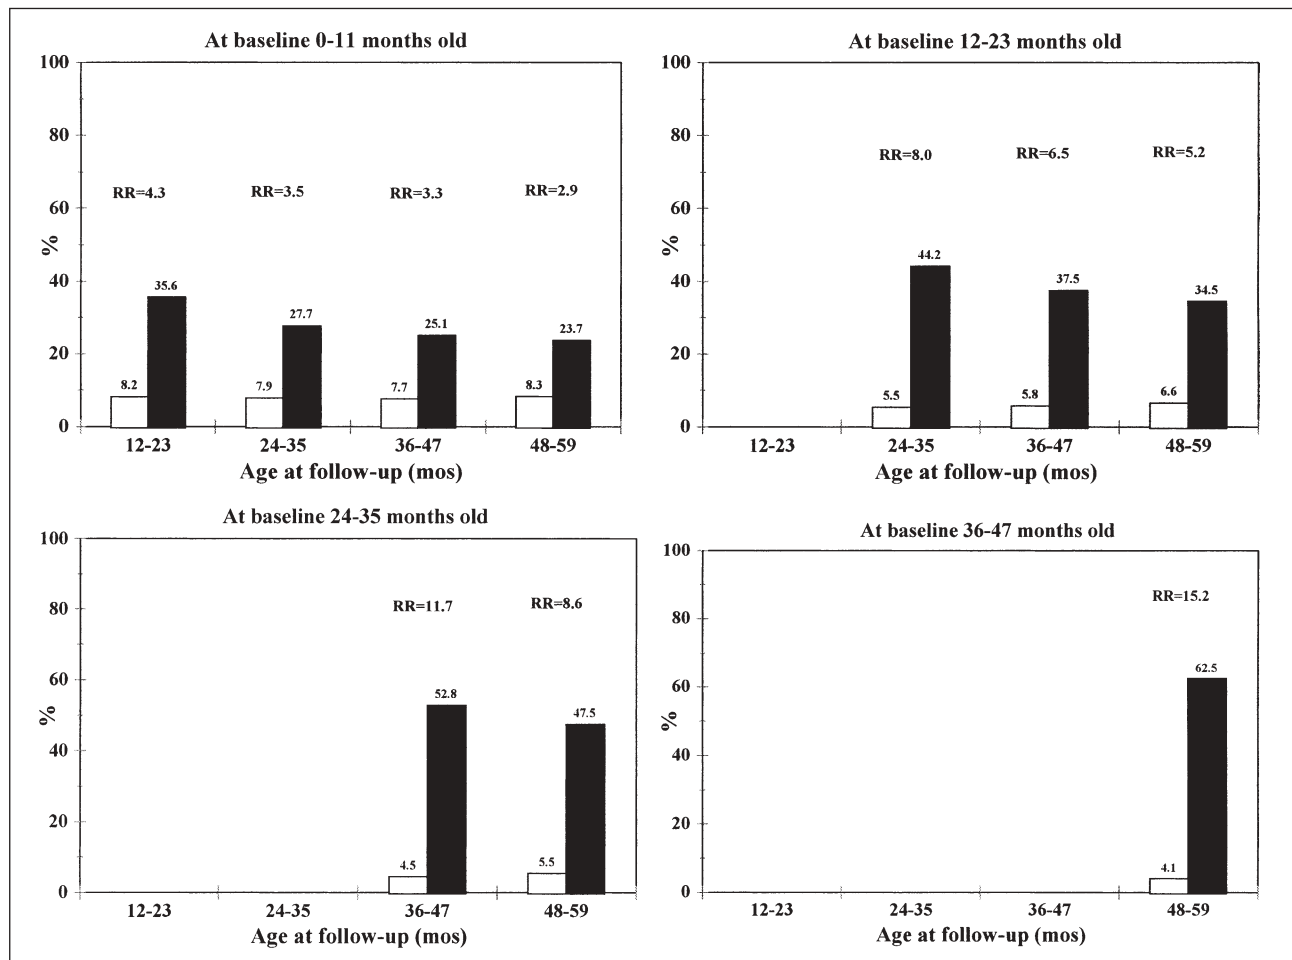 At baseline 0-11 months old
100
80
60
40
20
0
%
RR=4.3 RR=3.5 RR=3.3 RR=2.9
8.2 35.6 7.9 27.7 7.7 25.1 8.3 23.7
12-23 24-35 36-47 48-59
Age at follow-up (mos)
At baseline 12-23 months old
100
80
60
40
20
0
%
RR=8.0 RR=6.5 RR=5.2
5.5 44.2 5.8 37.5 6.6 34.5
12-23 24-35 36-47 48-59
Age at follow-up (mos)
At baseline 24-35 months old
100
80
60
40
20
0
%
RR=11.7 RR=8.6
4.5 52.8 5.5 47.5
12-23 24-35 36-47 48-59
Age at follow-up (mos)
At baseline 36-47 months old
100
80
60
40
20
0
%
RR=15.2
4.1 62.5
12-23 24-35 36-47 48-59
Age at follow-up (mos)